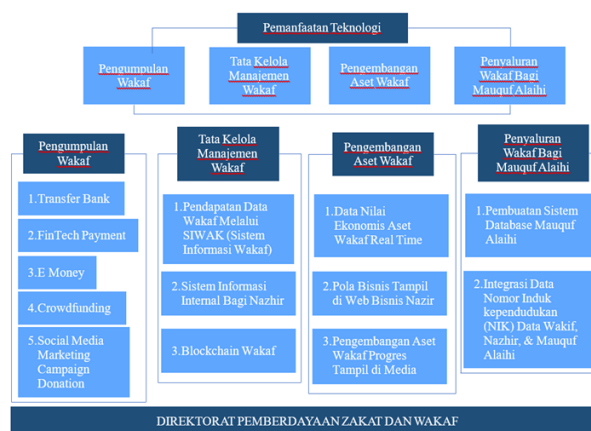 Pemanfaatan Teknologi
Pengumpulan
Wakaf
Tata Kelola
Manajemen
Wakaf
Pengembangan
Aset Wakaf
Penyaluran
Wakaf Bagi
Mauquf Alaihi
Pengumpulan
Wakaf
1.Transfer Bank
2.FinTech Payment
3.E Money
4.Crowdfunding
5.Social Media
Marketing
Campaign
Donation
Tata Kelola
Manajemen
Wakaf
1.Pendapatan Data
Wakaf Melalui
SIWAK (Sistem
Informasi Wakaf)
2.Sistem Informasi
Internal Bagi Nazhir
3.Blockchain Wakaf
Pengembangan
Aset Wakaf
1.Data Nilai
Ekonomis Aset
Wakaf Real Time
2.Pola Bisnis Tampil
di Web Bisnis Nazir
3.Pengembangan Aset
Wakaf Progres
Tampil di Media
Penyaluran
Wakaf Bagi
Mauquf Alaihi
1.Pembuatan Sistem
Database Mauquf
Alaihi
2.Integrasi Data
Nomor Induk
kependudukan
(NIK) Data Wakif,
Nazhir, & Mauquf
Alaihi
DIREKTORAT PEMBERDAYAAN ZAKAT DAN WAKAF